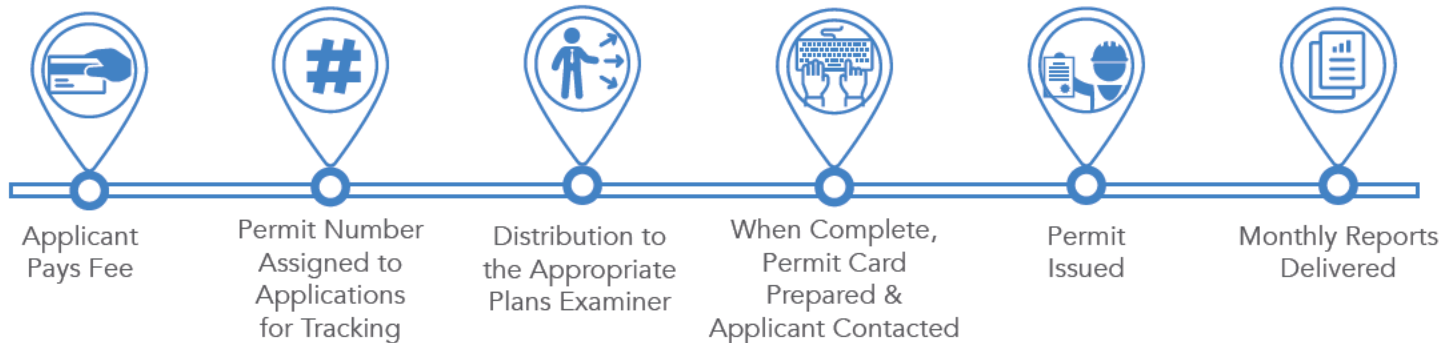 #
Applicant
Pays Fee
Permit Number
Assigned to
Applications
for Tracking
Distribution to
the Appropriate
Plans Examiner
When Complete,
Permit Card
Prepared &
Applicant Contacted
Permit
Issued
Monthly Reports
Delivered